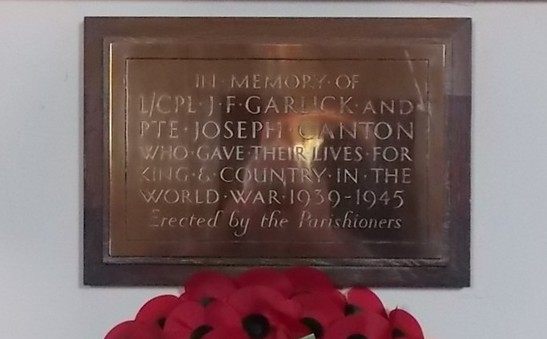 IN · MEMORY · OF
L/CPL · J · F · GARLICK · AND
PTE · JOSEPH CANTON
WHO · GAVE · THEIR · LIVES · FOR
KING · & · COUNTRY · IN · THE
WORLD · WAR · 1939-1945
Erected by the Parishioners